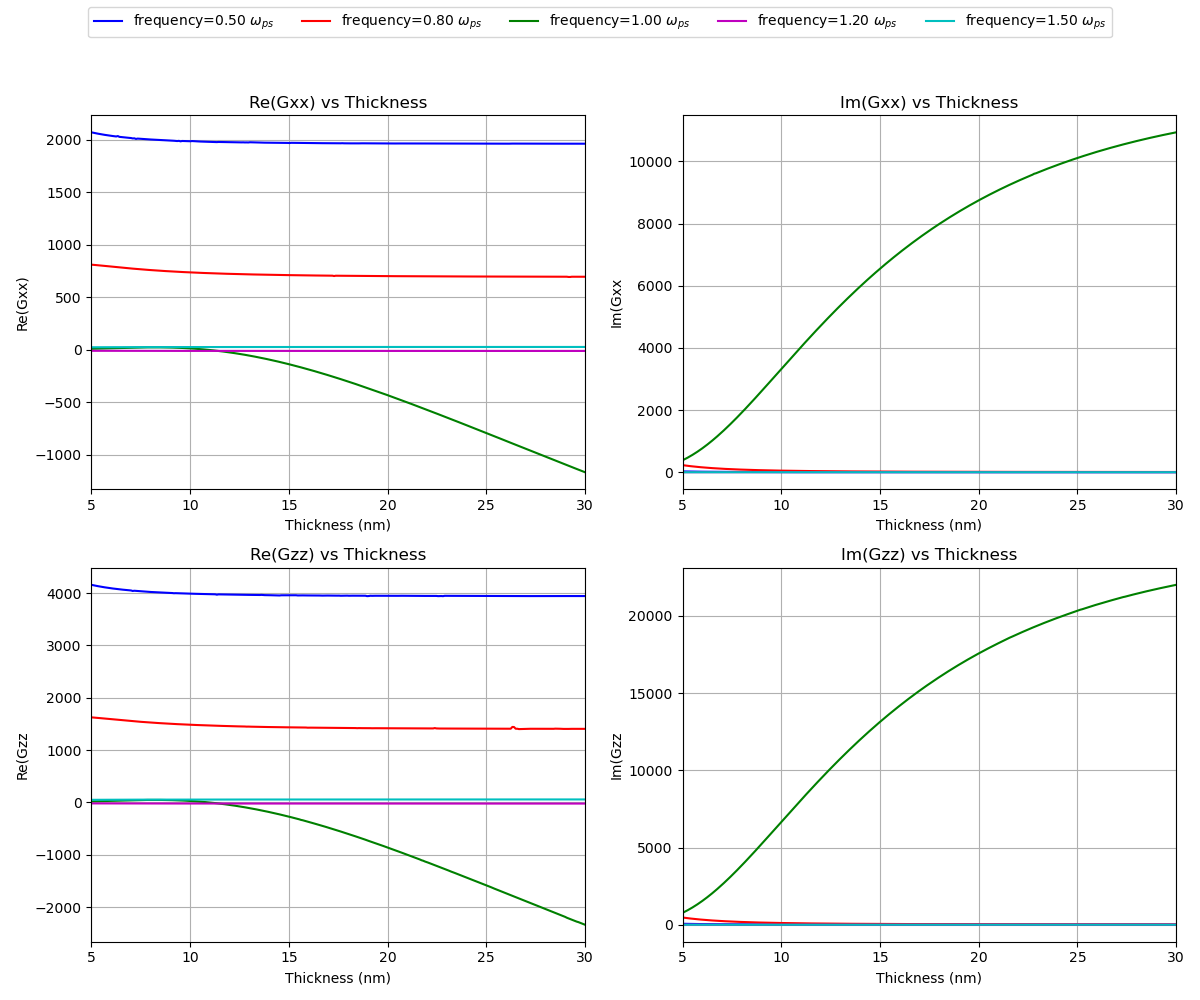 frequency=0.50 ω_ps frequency=0.80 ω_ps frequency=1.00 ω_ps frequency=1.20 ω_ps frequency=1.50 ω_ps
Re(Gxx) vs Thickness
Re(Gxx)
2000
1500
1000
500
0
−500
−1000
5 10 15 20 25 30
Thickness (nm)
Im(Gxx) vs Thickness
Im(Gxx
10000
8000
6000
4000
2000
0
5 10 15 20 25 30
Thickness (nm)
Re(Gzz) vs Thickness
Re(Gzz
4000
3000
2000
1000
0
−1000
−2000
5 10 15 20 25 30
Thickness (nm)
Im(Gzz) vs Thickness
Im(Gzz
20000
15000
10000
5000
0
5 10 15 20 25 30
Thickness (nm)